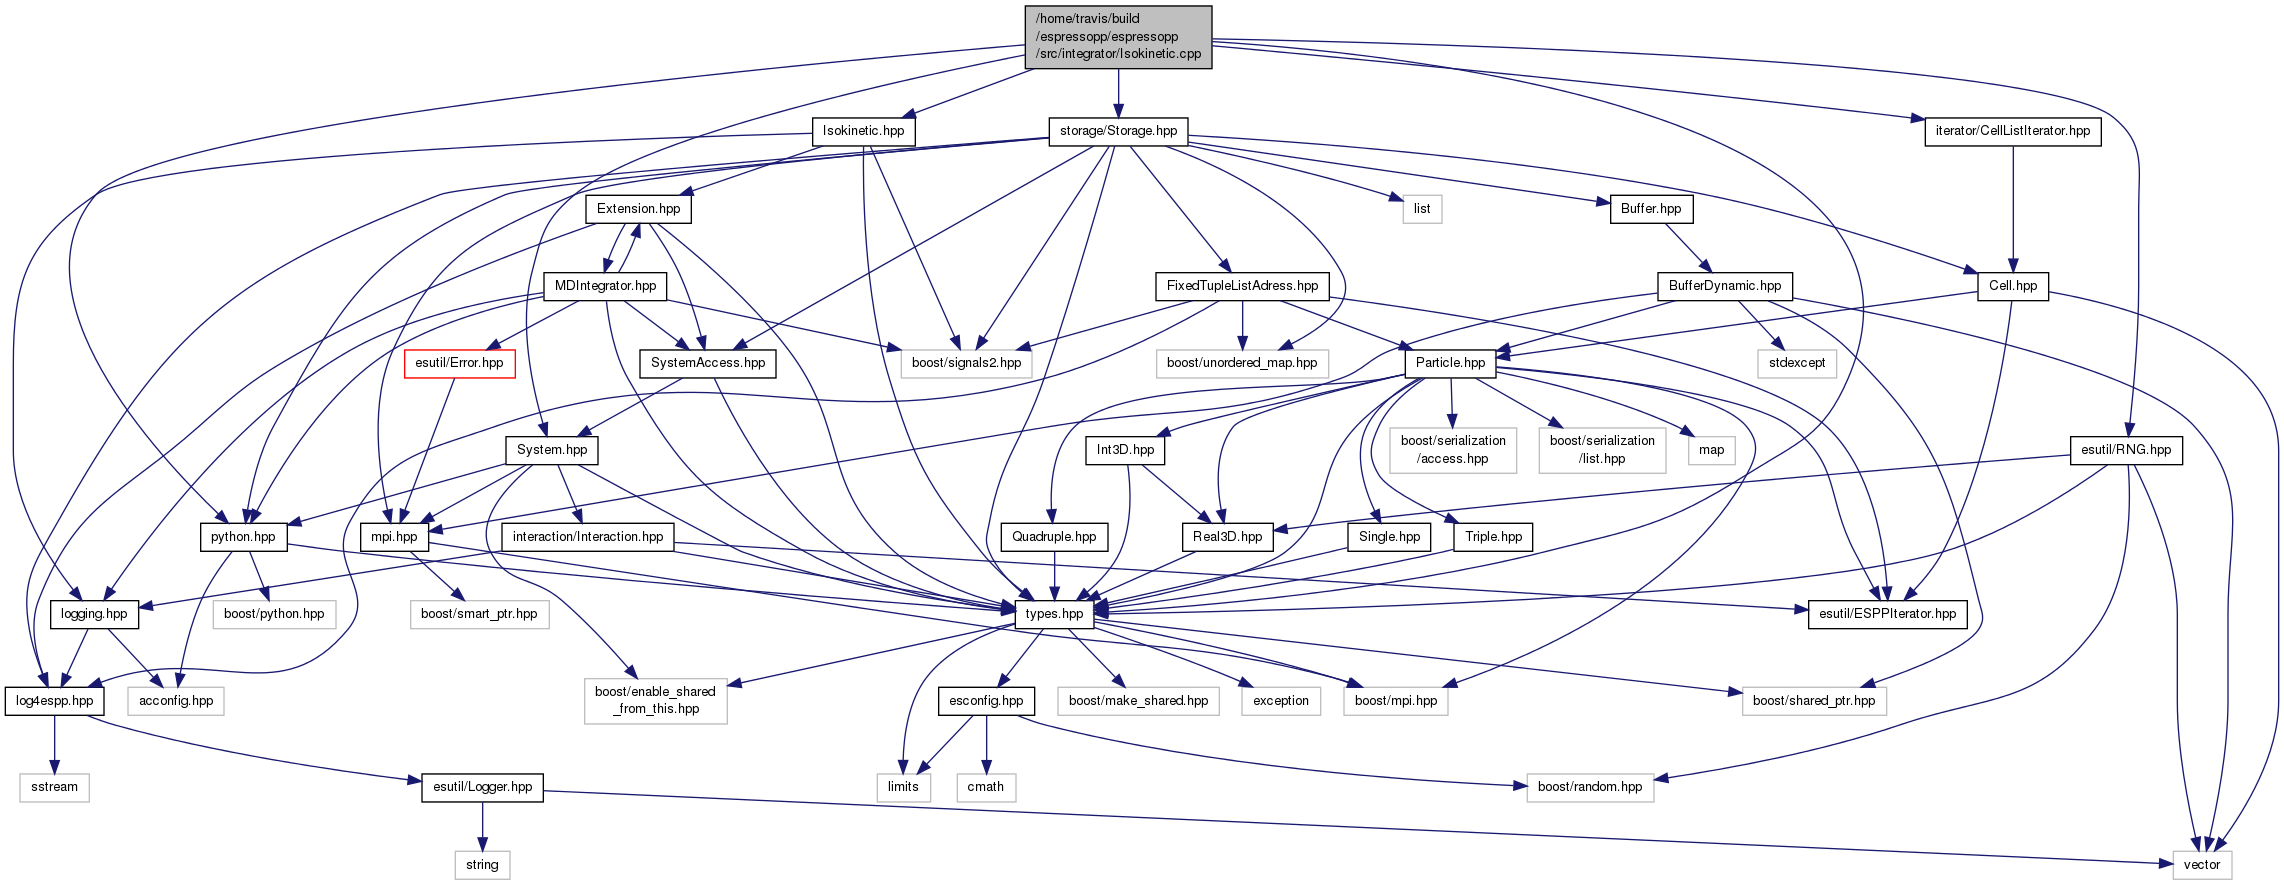 /home/travis/build
/espressopp/espressopp
/src/integrator/Isokinetic.cpp
Isokinetic.hpp
storage/Storage.hpp
iterator/CellListIterator.hpp
Extension.hpp
list
Buffer.hpp
MDIntegrator.hpp
FixedTupleListAdress.hpp
BufferDynamic.hpp
Cell.hpp
esutil/Error.hpp
SystemAccess.hpp
boost/signals2.hpp
boost/unordered_map.hpp
Particle.hpp
stdexcept
System.hpp
Int3D.hpp
boost/serialization
/access.hpp
boost/serialization
/list.hpp
map
esutil/RNG.hpp
python.hpp
mpi.hpp
interaction/Interaction.hpp
Quadruple.hpp
Real3D.hpp
Single.hpp
Triple.hpp
logging.hpp
boost/python.hpp
boost/smart_ptr.hpp
types.hpp
esutil/ESPPIterator.hpp
log4espp.hpp
acconfig.hpp
boost/enable_shared
_from_this.hpp
esconfig.hpp
boost/make_shared.hpp
exception
boost/mpi.hpp
boost/shared_ptr.hpp
sstream
esutil/Logger.hpp
limits
cmath
boost/random.hpp
string
vector